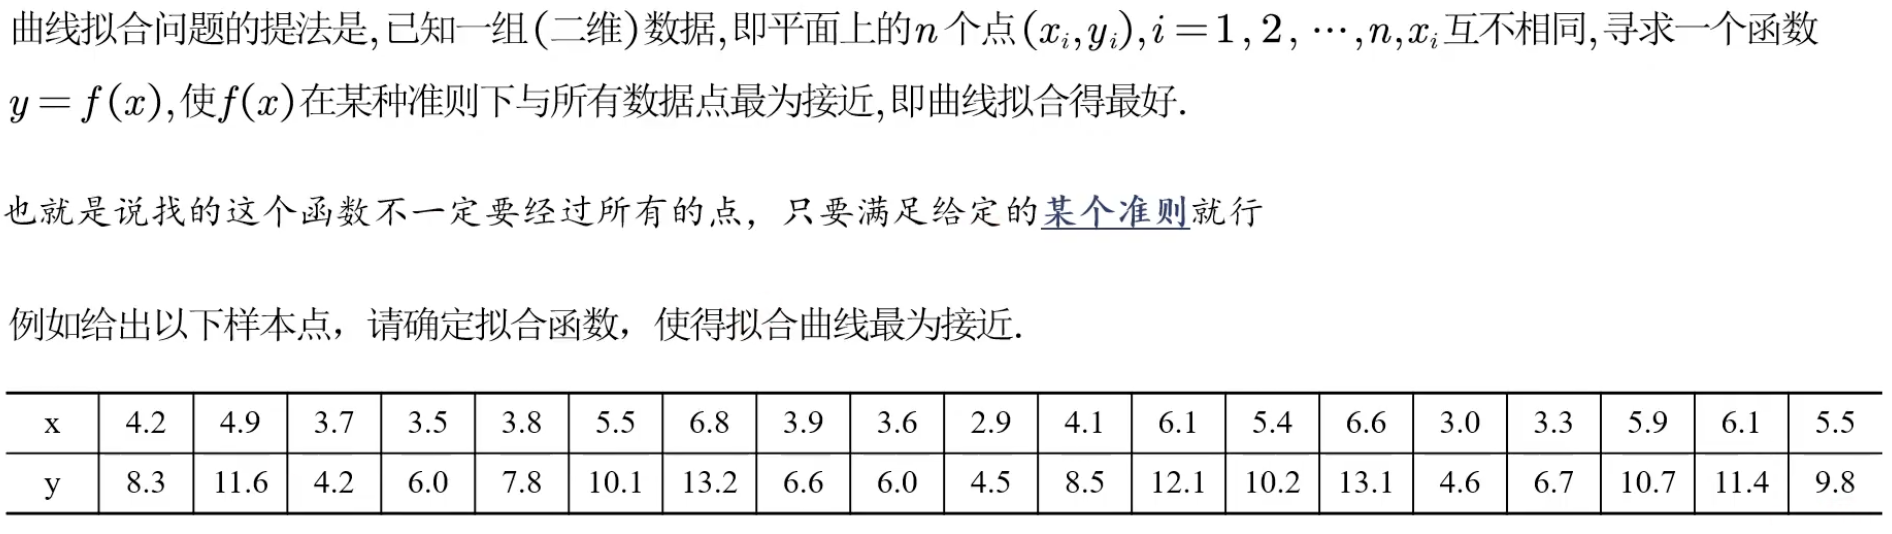 曲线拟合问题的提法是,已知一组(二维)数据,即平面上的n个点(xᵢ,yᵢ),i=1,2,⋯,n,xᵢ互不相同,寻求一个函数
y=f(x),使f(x)在某种准则下与所有数据点最为接近,即曲线拟合得最好.
也就是说找的这个函数不一定要经过所有的点，只要满足给定的某个准则就行
例如给出以下样本点，请确定拟合函数，使得拟合曲线最为接近.
x 4.2 4.9 3.7 3.5 3.8 5.5 6.8 3.9 3.6 2.9 4.1 6.1 5.4 6.6 3.0 3.3 5.9 6.1 5.5
y 8.3 11.6 4.2 6.0 7.8 10.1 13.2 6.6 6.0 4.5 8.5 12.1 10.2 13.1 4.6 6.7 10.7 11.4 9.8